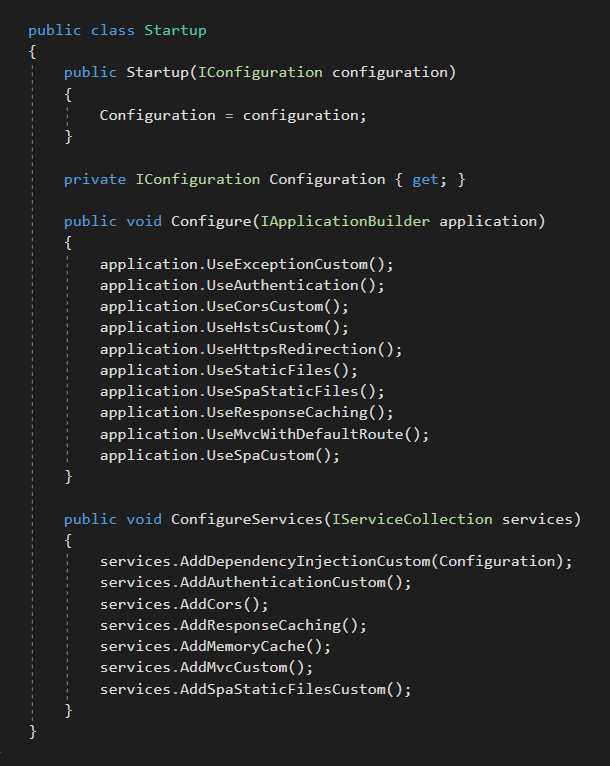 public class Startup
{
    public Startup(IConfiguration configuration)
    {
        Configuration = configuration;
    }
    private IConfiguration Configuration { get; }
    public void Configure(IApplicationBuilder application)
    {
        application.UseExceptionCustom();
        application.UseAuthentication();
        application.UseCorsCustom();
        application.UseHstsCustom();
        application.UseHttpsRedirection();
        application.UseStaticFiles();
        application.UseSpaStaticFiles();
        application.UseResponseCaching();
        application.UseMvcWithDefaultRoute();
        application.UseSpaCustom();
    }
    public void ConfigureServices(IServiceCollection services)
    {
        services.AddDependencyInjectionCustom(Configuration);
        services.AddAuthenticationCustom();
        services.AddCors();
        services.AddResponseCaching();
        services.AddMemoryCache();
        services.AddMvcCustom();
        services.AddSpaStaticFilesCustom();
    }
}